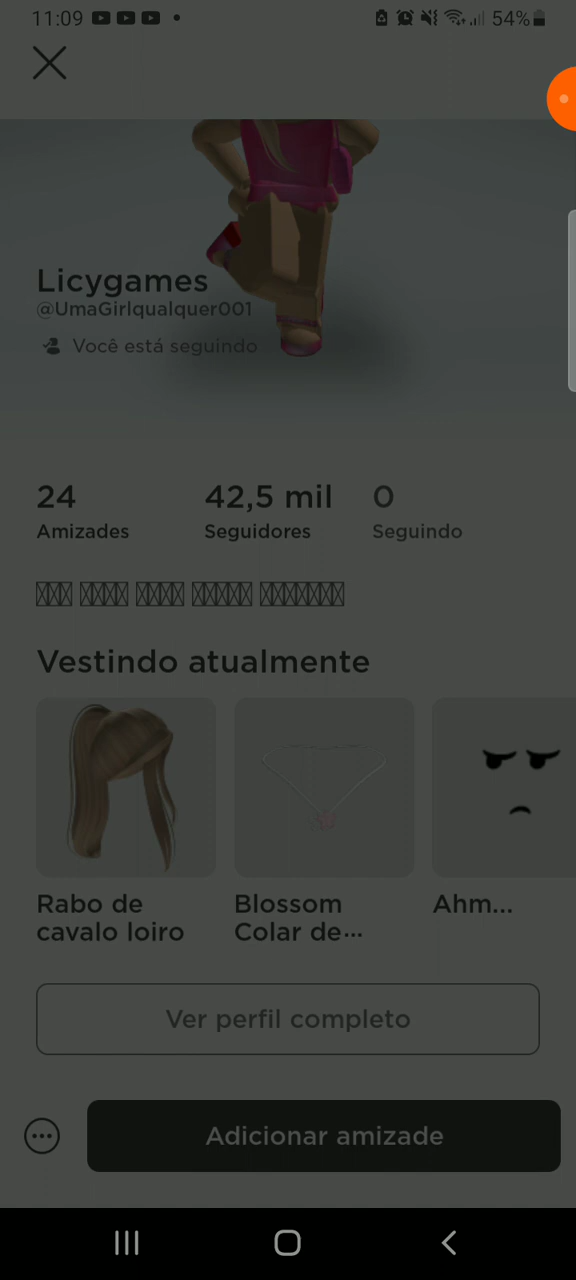 11:09
54%
Licygames
@UmaGirlqualquer001
Você está seguindo
24 42,5 mil 0
Amizades Seguidores Seguindo
Vestindo atualmente
Rabo de cavalo loiro
Blossom Colar de...
Ahm...
Ver perfil completo
Adicionar amizade